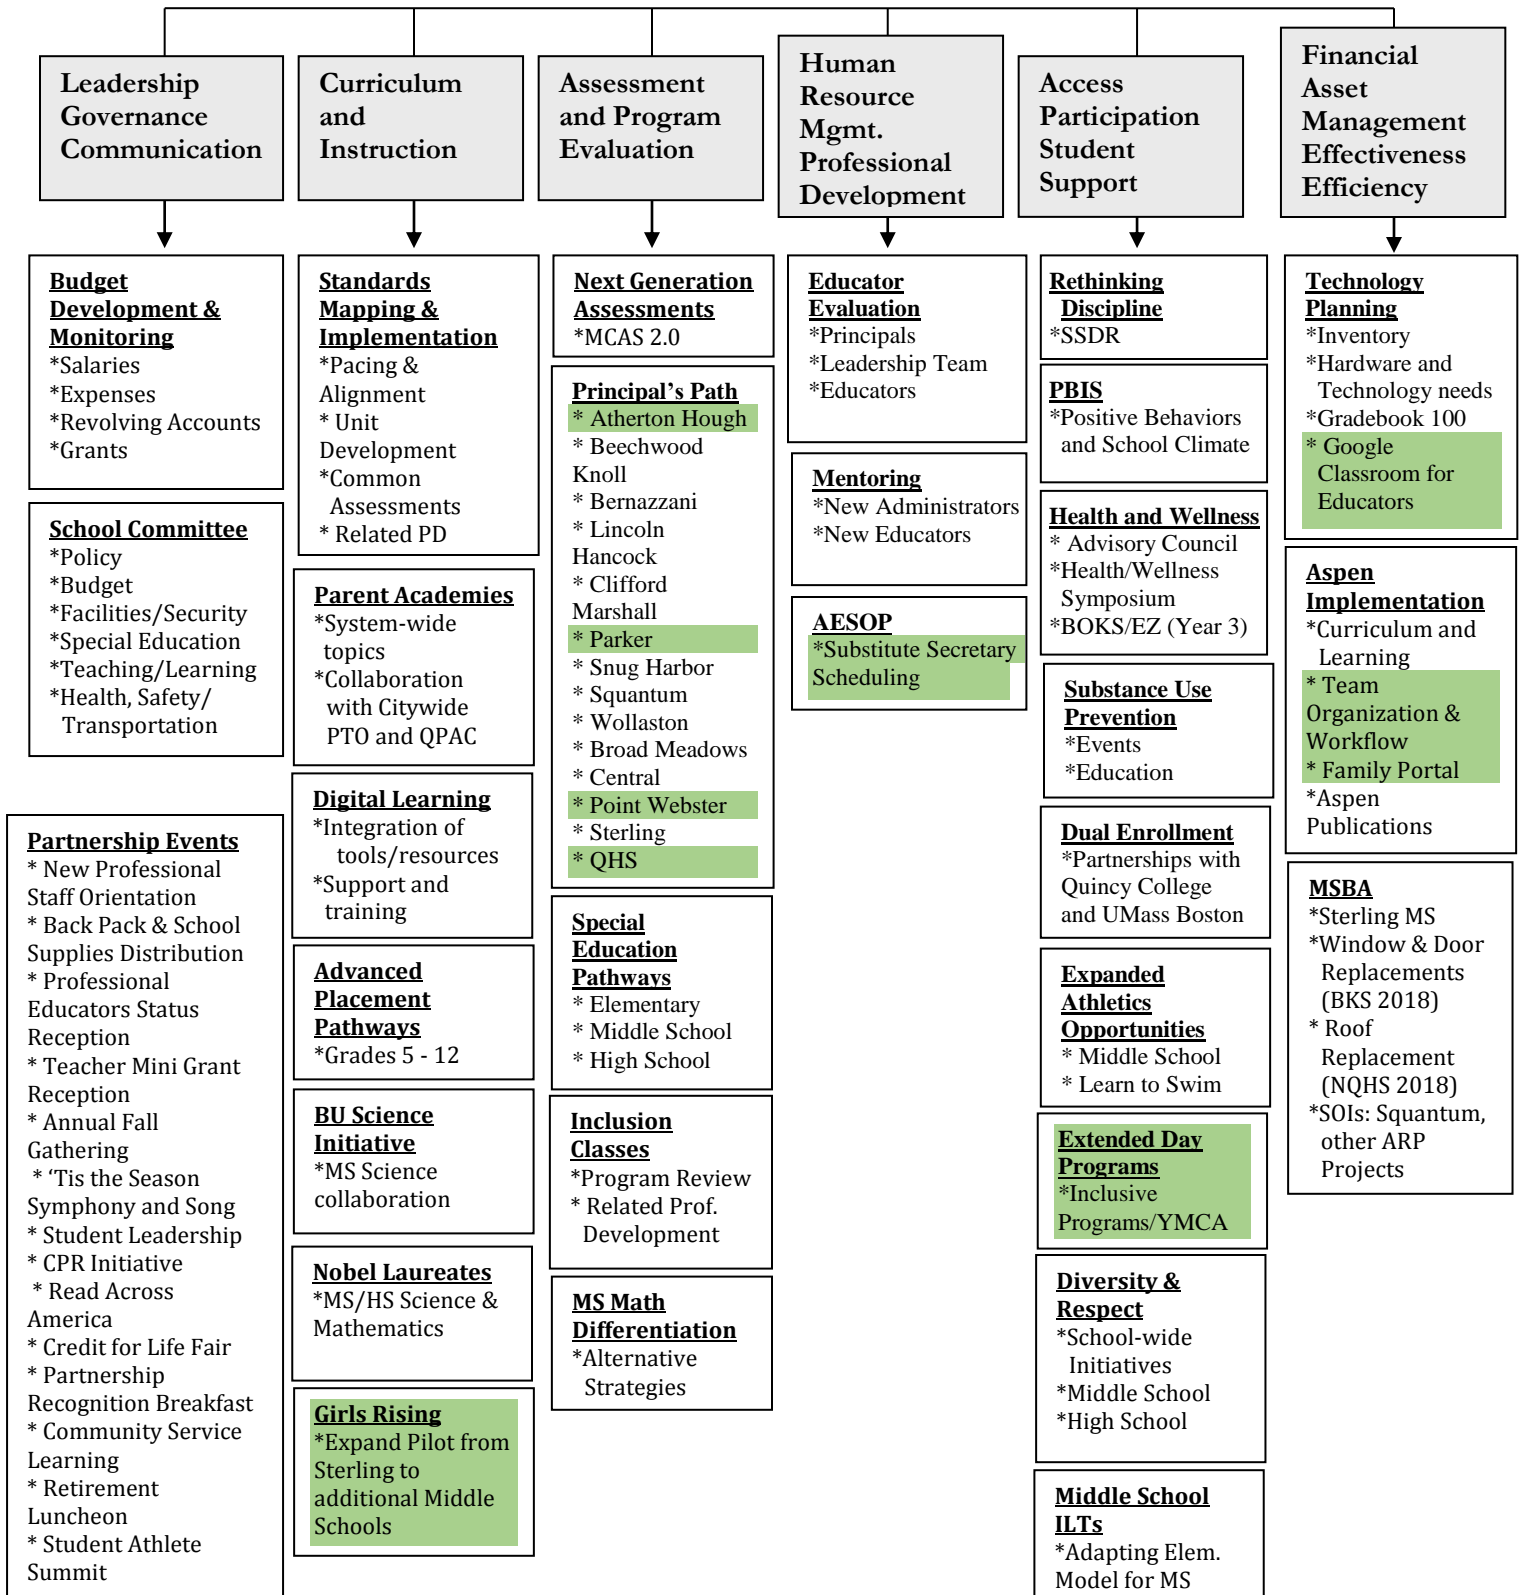 Leadership
Governance
Communication
Curriculum
and
Instruction
Assessment
and Program
Evaluation
Human
Resource
Mgmt.
Professional
Development
Access
Participation
Student
Support
Financial
Asset
Management
Effectiveness
Efficiency
Budget
Development &
Monitoring
*Salaries
*Expenses
*Revolving Accounts
*Grants
School Committee
*Policy
*Budget
*Facilities/Security
*Special Education
*Teaching/Learning
*Health, Safety/
Transportation
Partnership Events
* New Professional
Staff Orientation
* Back Pack & School
Supplies Distribution
* Professional
Educators Status
Reception
* Teacher Mini Grant
Reception
* Annual Fall
Gathering
* ‘Tis the Season
Symphony and Song
* Student Leadership
* CPR Initiative
* Read Across
America
* Credit for Life Fair
* Partnership
Recognition Breakfast
* Community Service
Learning
* Retirement
Luncheon
* Student Athlete
Summit
Standards
Mapping &
Implementation
*Pacing &
Alignment
* Unit
Development
*Common
Assessments
* Related PD
Parent Academies
*System-wide
topics
*Collaboration
with Citywide
PTO and QPAC
Digital Learning
*Integration of
tools/resources
*Support and
training
Advanced
Placement
Pathways
*Grades 5 - 12
BU Science
Initiative
*MS Science
collaboration
Nobel Laureates
*MS/HS Science &
Mathematics
Girls Rising
*Expand Pilot from
Sterling to
additional Middle
Schools
Next Generation
Assessments
*MCAS 2.0
Principal’s Path
* Atherton Hough
* Beechwood
Knoll
* Bernazzani
* Lincoln
Hancock
* Clifford
Marshall
* Parker
* Snug Harbor
* Squantum
* Wollaston
* Broad Meadows
* Central
* Point Webster
* Sterling
* QHS
Special
Education
Pathways
* Elementary
* Middle School
* High School
Inclusion
Classes
*Program Review
* Related Prof.
Development
MS Math
Differentiation
*Alternative
Strategies
Educator
Evaluation
*Principals
*Leadership Team
*Educators
Mentoring
*New Administrators
*New Educators
AESOP
*Substitute Secretary
Scheduling
Rethinking
Discipline
*SSDR
PBIS
*Positive Behaviors
and School Climate
Health and Wellness
* Advisory Council
*Health/Wellness
Symposium
*BOKS/EZ (Year 3)
Substance Use
Prevention
*Events
*Education
Dual Enrollment
*Partnerships with
Quincy College
and UMass Boston
Expanded
Athletics
Opportunities
* Middle School
* Learn to Swim
Extended Day
Programs
*Inclusive
Programs/YMCA
Diversity &
Respect
*School-wide
Initiatives
*Middle School
*High School
Middle School
ILTs
*Adapting Elem.
Model for MS
Technology
Planning
*Inventory
*Hardware and
Technology needs
*Gradebook 100
* Google
Classroom for
Educators
Aspen
Implementation
*Curriculum and
Learning
* Team
Organization &
Workflow
* Family Portal
*Aspen
Publications
MSBA
*Sterling MS
*Window & Door
Replacements
(BKS 2018)
* Roof
Replacement
(NQHS 2018)
*SOIs: Squantum,
other ARP
Projects